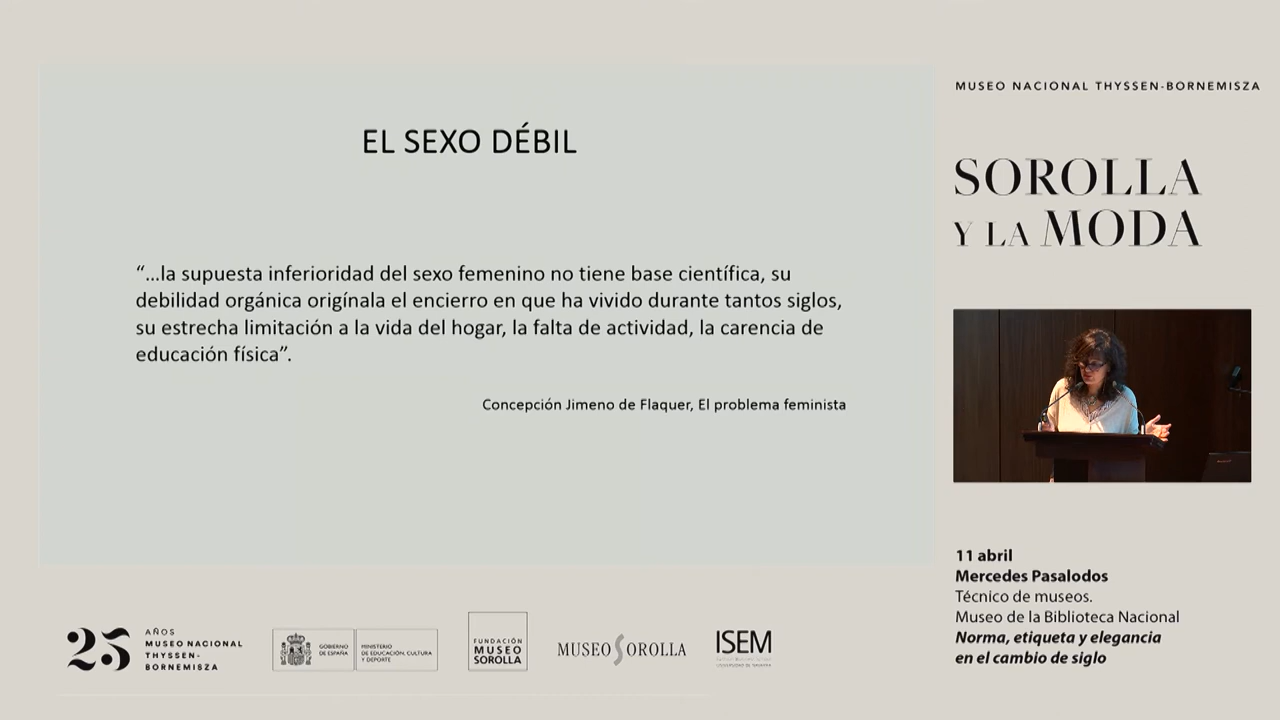 EL SEXO DÉBIL
“...la supuesta inferioridad del sexo femenino no tiene base científica, su
debilidad orgánica orígnala el encierro en que ha vivido durante tantos siglos,
su estrecha limitación a la vida del hogar, la falta de actividad, la carencia de
educación física”.
Concepción Jimeno de Flaquer, El problema feminista
MUSEO NACIONAL THYSSEN-BORNEMISZA
SOROLLA
Y LA MODA
11 abril
Mercedes Pasalodos
Técnico de museos.
Museo de la Biblioteca Nacional
Norma, etiqueta y elegancia
en el cambio de siglo
25
AÑOS
MUSEO NACIONAL
THYSSEN-
BORNEMISZA
GOBIERNO
DE ESPAÑA
MINISTERIO
DE EDUCACIÓN, CULTURA
Y DEPORTE
FUNDACIÓN
MUSEO
SOROLLA
MUSEO SOROLLA
ISEM